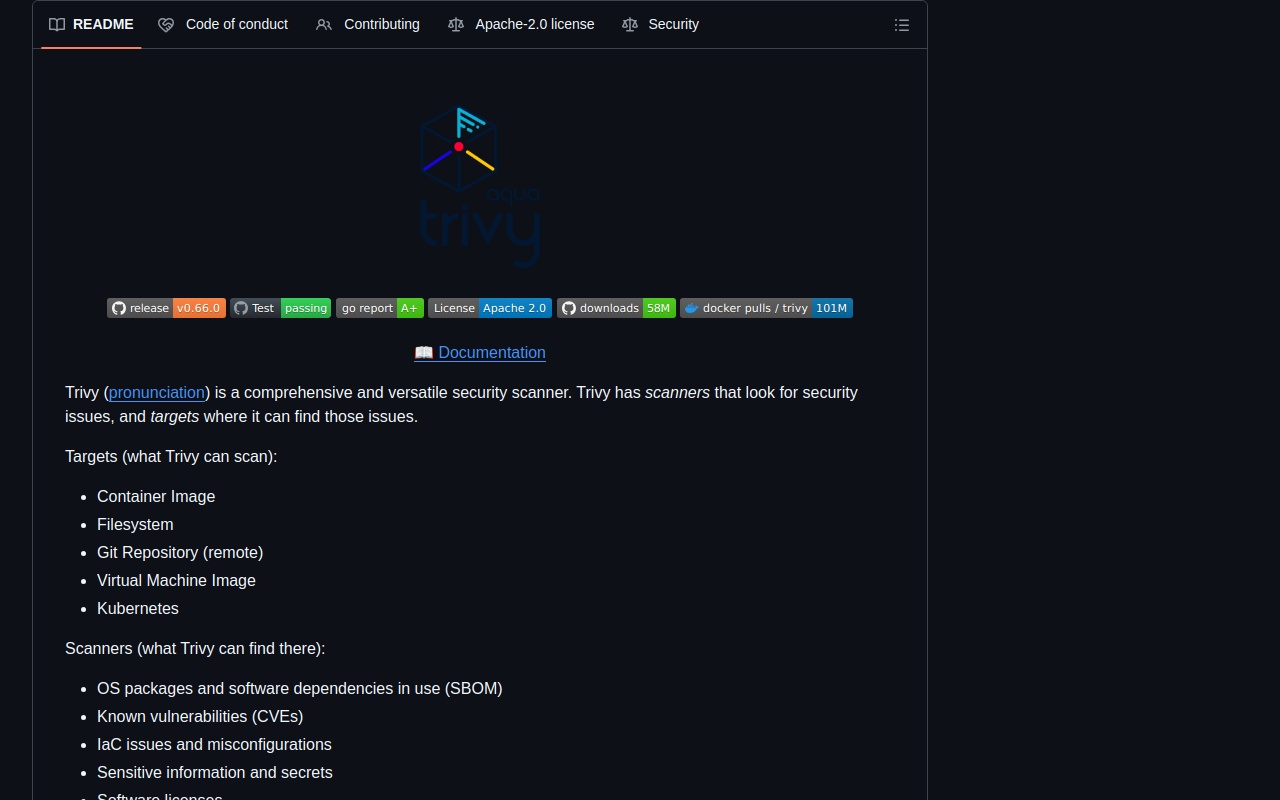 README Code of conduct Contributing Apache-2.0 license Security
aqua
trivy
release v0.66.0 Test passing go report A+ License Apache 2.0 downloads 58M docker pulls / trivy 101M
📖 Documentation
Trivy (pronunciation) is a comprehensive and versatile security scanner. Trivy has scanners that look for security
issues, and targets where it can find those issues.
Targets (what Trivy can scan):
• Container Image
• Filesystem
• Git Repository (remote)
• Virtual Machine Image
• Kubernetes
Scanners (what Trivy can find there):
• OS packages and software dependencies in use (SBOM)
• Known vulnerabilities (CVEs)
• IaC issues and misconfigurations
• Sensitive information and secrets
• Software licenses